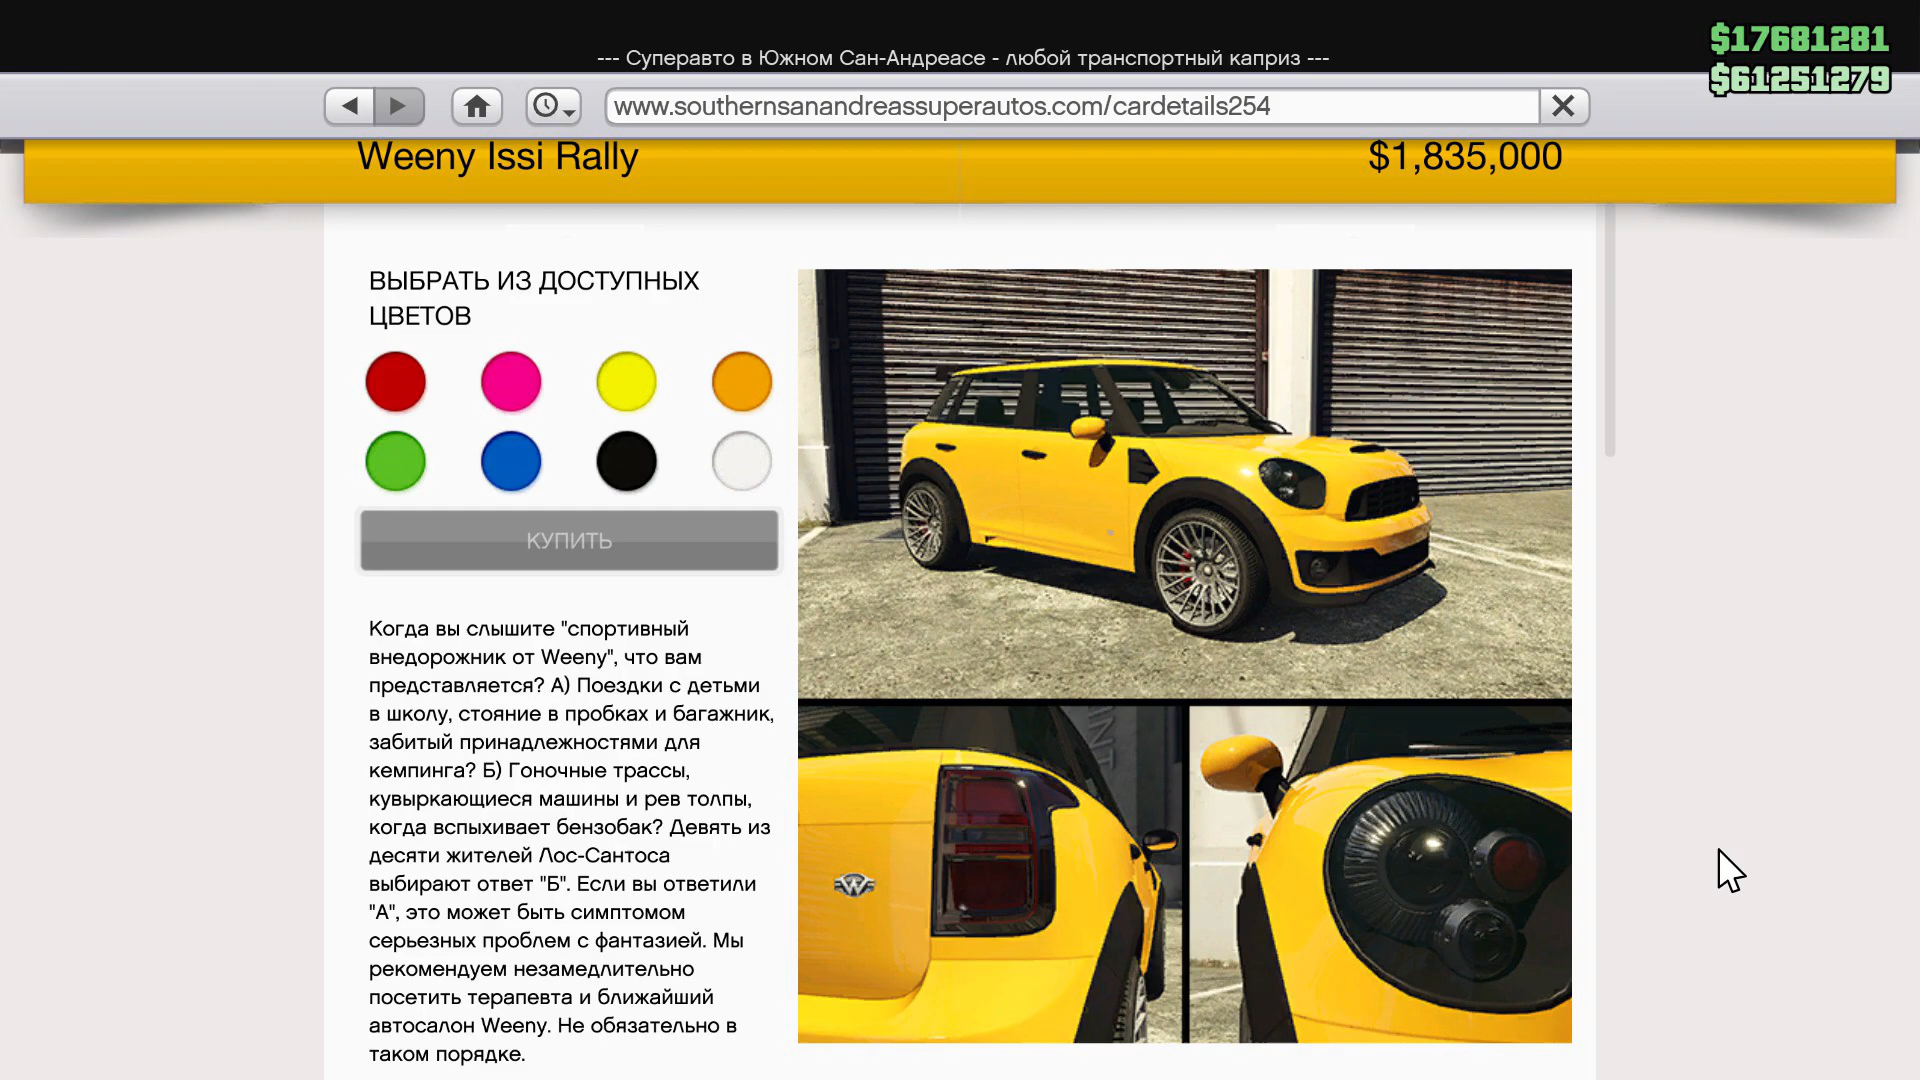 --- Суперавто в Южном Сан-Андреасе - любой транспортный каприз ---
$17681281
$61251279
www.southernsanandreassuperautos.com/cardetails254
Weeny Issi Rally
$1,835,000
ВЫБРАТЬ ИЗ ДОСТУПНЫХ
ЦВЕТОВ
КУПИТЬ
Когда вы слышите "спортивный
внедорожник от Weeny", что вам
представляется? А) Поездки с детьми
в школу, стояние в пробках и багажник,
забитый принадлежностями для
кемпинга? Б) Гоночные трассы,
кувыркающиеся машины и рев толпы,
когда вспыхивает бензобак? Девять из
десяти жителей Лос-Сантоса
выбирают ответ "Б". Если вы ответили
"А", это может быть симптомом
серьезных проблем с фантазией. Мы
рекомендуем незамедлительно
посетить терапевта и ближайший
автосалон Weeny. Не обязательно в
таком порядке.